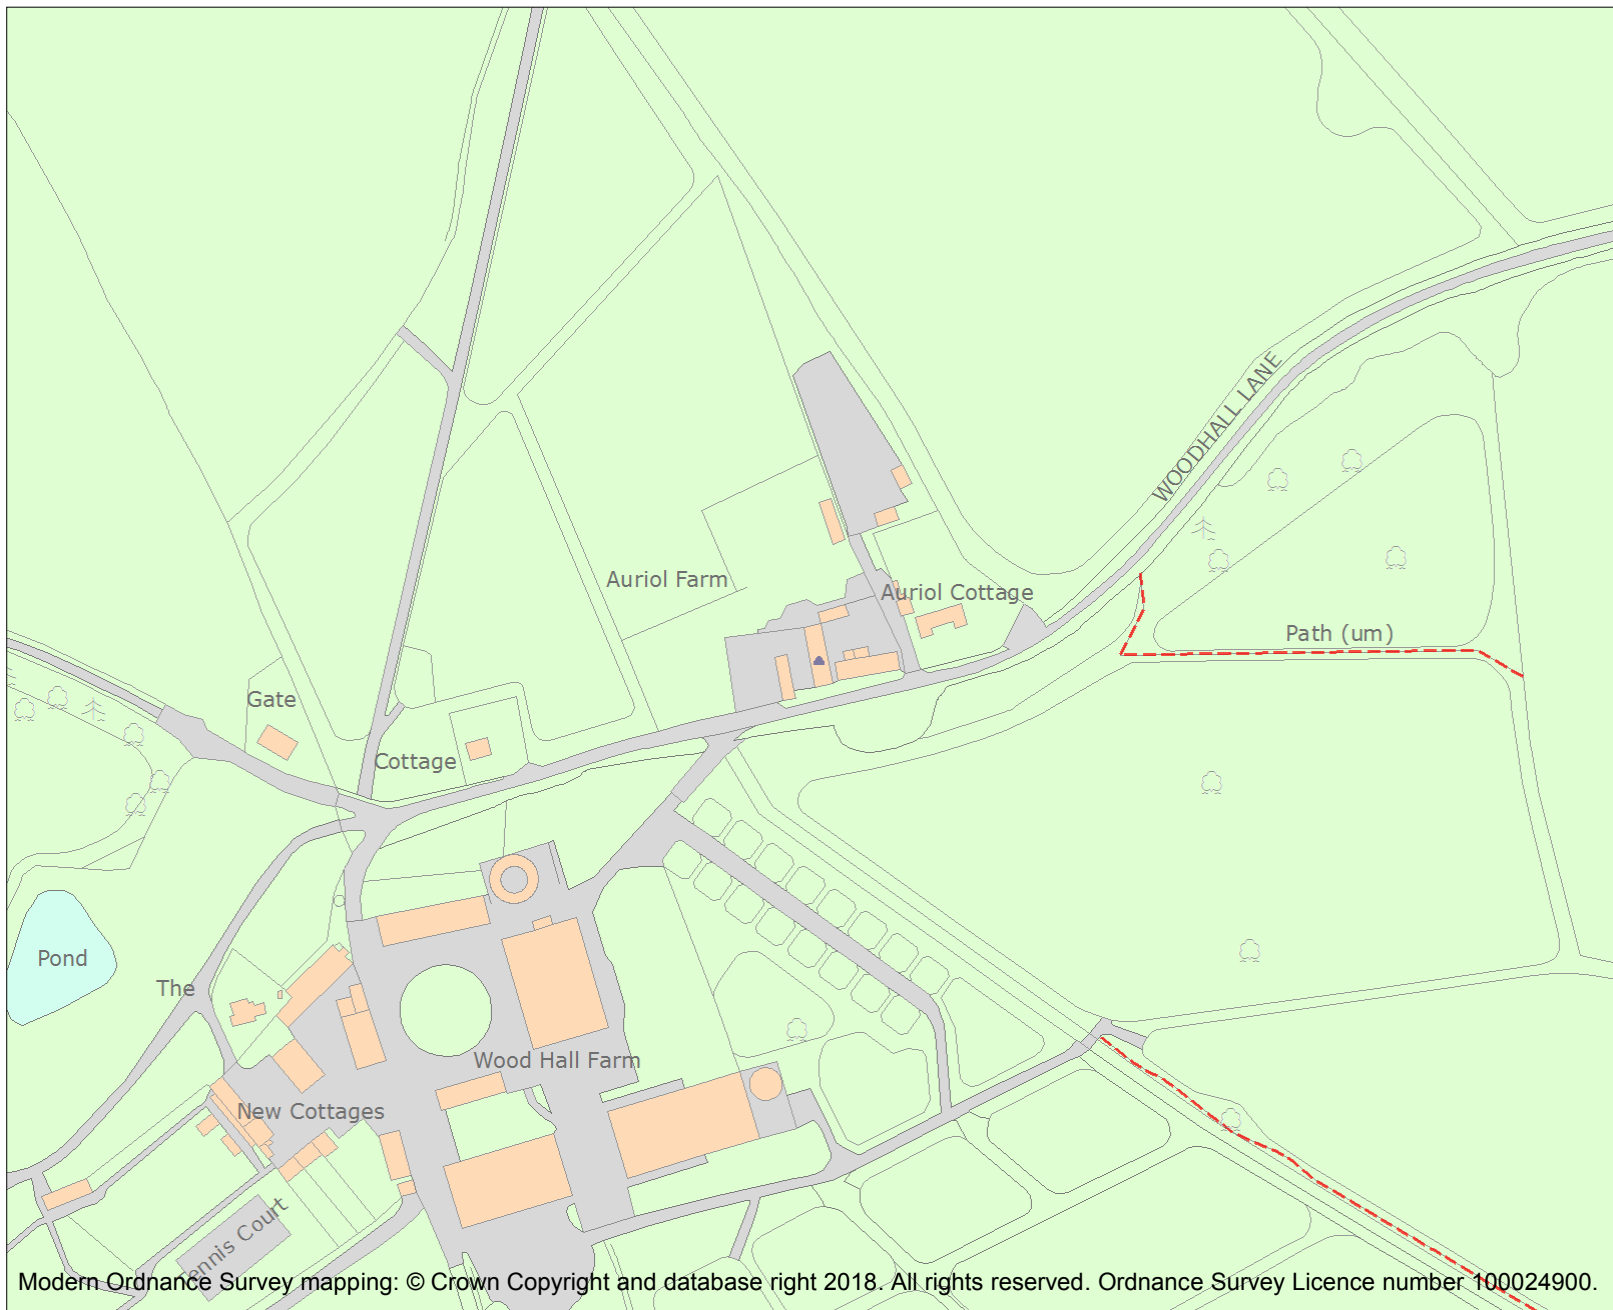 WOODHALL LANE
Auriol Farm
Auriol Cottage
Path (um)
Gate
Cottage
Pond
The
Wood Hall Farm
New Cottages
Tennis Court
Modern Ordnance Survey mapping: © Crown Copyright and database right 2018. All rights reserved. Ordnance Survey Licence number 100024900.